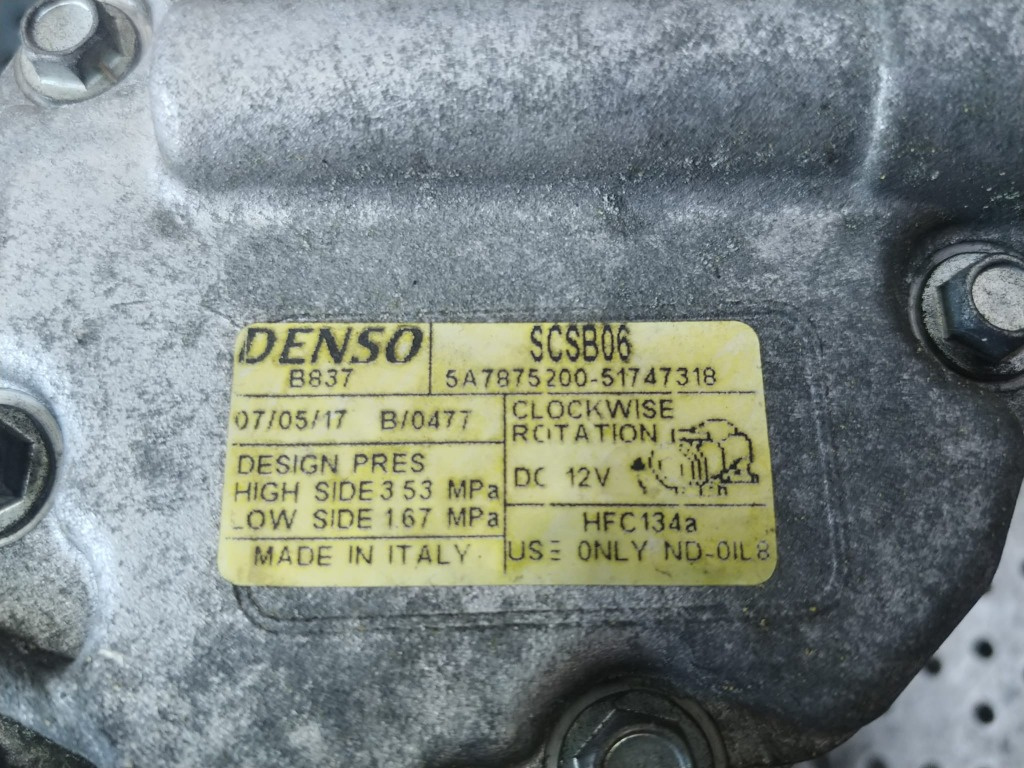 DENSO
B837
SCSB06
5A7875200-51747318
07/05/17 B/0477
CLOCKWISE
ROTATION
DC 12V
DESIGN PRES
HIGH SIDE 3.53 MPa
LOW SIDE 1.67 MPa
HFC134a
MADE IN ITALY
USE ONLY ND-OIL8